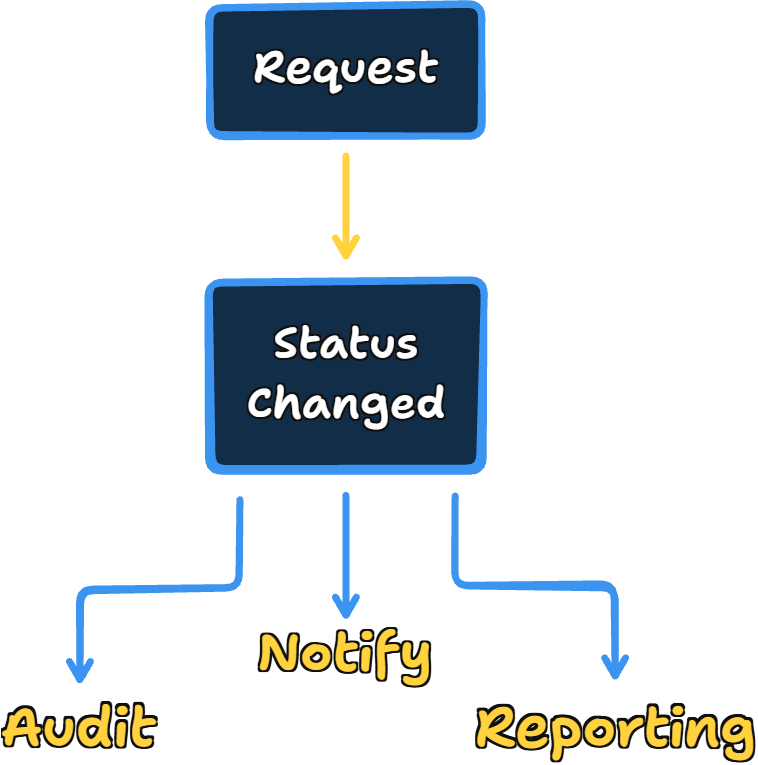 Request
Status
Changed
Notify
Audit
Reporting